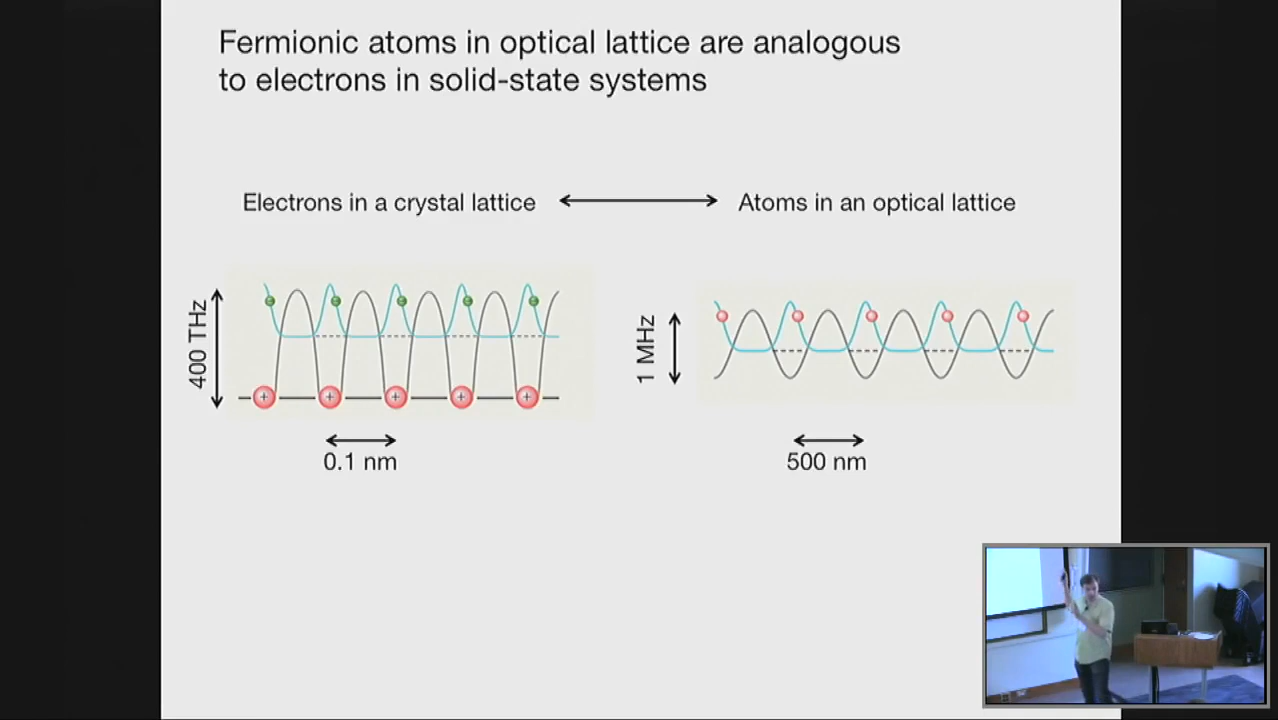 Fermionic atoms in optical lattice are analogous
to electrons in solid-state systems
Electrons in a crystal lattice
Atoms in an optical lattice
400 THz
1 MHz
+ + + + +
0.1 nm
500 nm